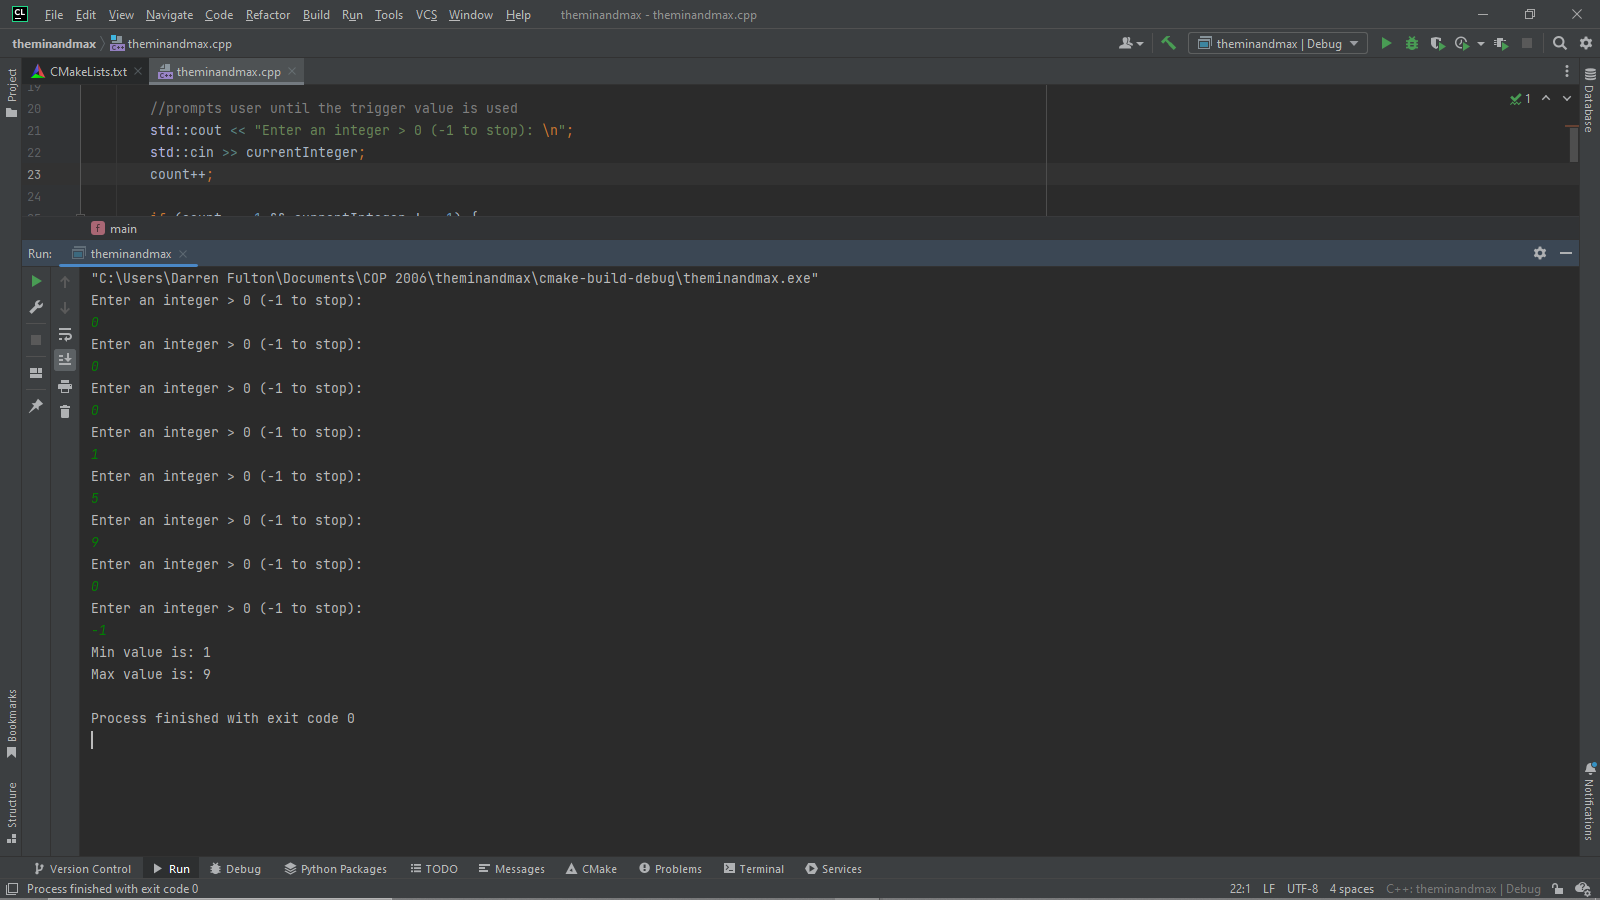 CL File Edit View Navigate Code Refactor Build Run Tools VCS Window Help theminandmax - theminandmax.cpp
theminandmax theminandmax.cpp theminandmax | Debug
CMakeLists.txt theminandmax.cpp
Project
Database
19
20 //prompts user until the trigger value is used
21 std::cout << "Enter an integer > 0 (-1 to stop): \n";
22 std::cin >> currentInteger;
23 count++;
24
1
f main
Run: theminandmax
"C:\Users\Darren Fulton\Documents\COP 2006\theminandmax\cmake-build-debug\theminandmax.exe"
Enter an integer > 0 (-1 to stop):
0
Enter an integer > 0 (-1 to stop):
0
Enter an integer > 0 (-1 to stop):
0
Enter an integer > 0 (-1 to stop):
1
Enter an integer > 0 (-1 to stop):
5
Enter an integer > 0 (-1 to stop):
9
Enter an integer > 0 (-1 to stop):
0
Enter an integer > 0 (-1 to stop):
-1
Min value is: 1
Max value is: 9
Process finished with exit code 0
Bookmarks
Structure
Notifications
Version Control Run Debug Python Packages TODO Messages CMake Problems Terminal Services
Process finished with exit code 0 22:1 LF UTF-8 4 spaces C++: theminandmax | Debug